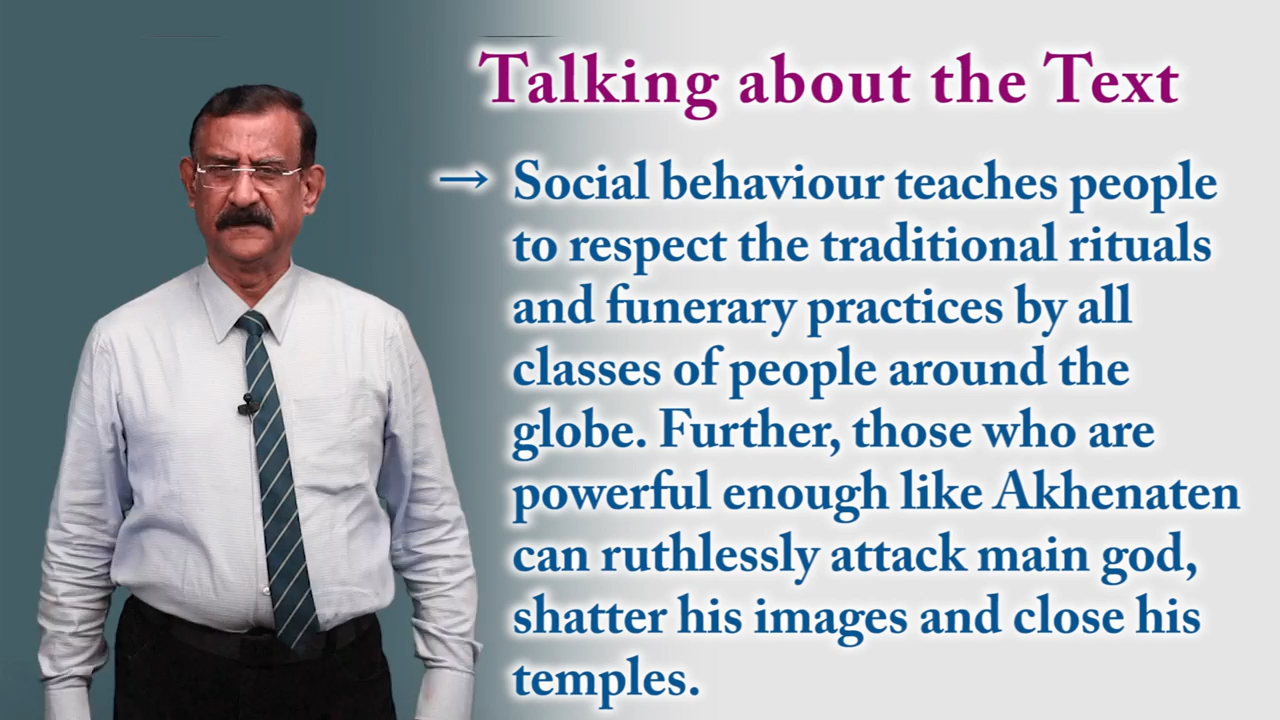 Talking about the Text
→ Social behaviour teaches people
to respect the traditional rituals
and funerary practices by all
classes of people around the
globe. Further, those who are
powerful enough like Akhenaten
can ruthlessly attack main god,
shatter his images and close his
temples.